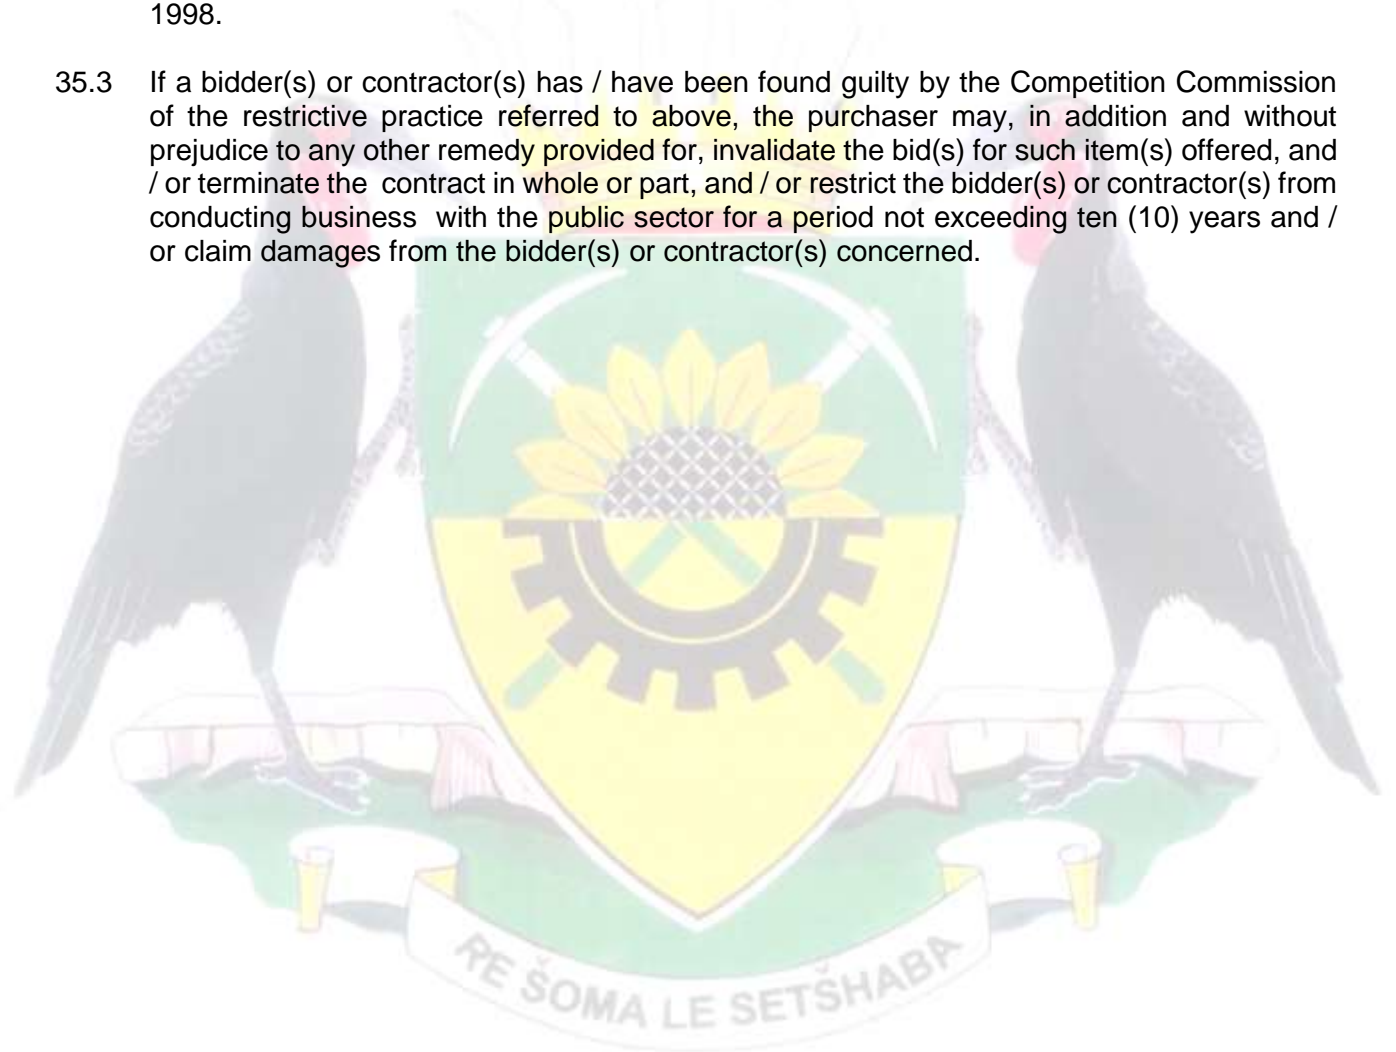 1998.
35.3 If a bidder(s) or contractor(s) has / have been found guilty by the Competition Commission
of the restrictive practice referred to above, the purchaser may, in addition and without
prejudice to any other remedy provided for, invalidate the bid(s) for such item(s) offered, and
/ or terminate the contract in whole or part, and / or restrict the bidder(s) or contractor(s) from
conducting business with the public sector for a period not exceeding ten (10) years and /
or claim damages from the bidder(s) or contractor(s) concerned.
RE ŠOMA LE SETŠHABA